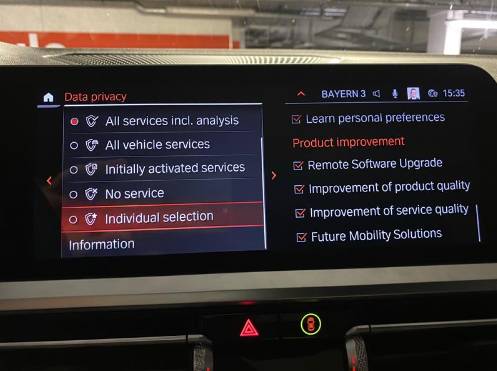 Data privacy
BAYERN 3
15:35
All services incl. analysis
All vehicle services
Initially activated services
No service
Individual selection
Information
Learn personal preferences
Product improvement
Remote Software Upgrade
Improvement of product quality
Improvement of service quality
Future Mobility Solutions